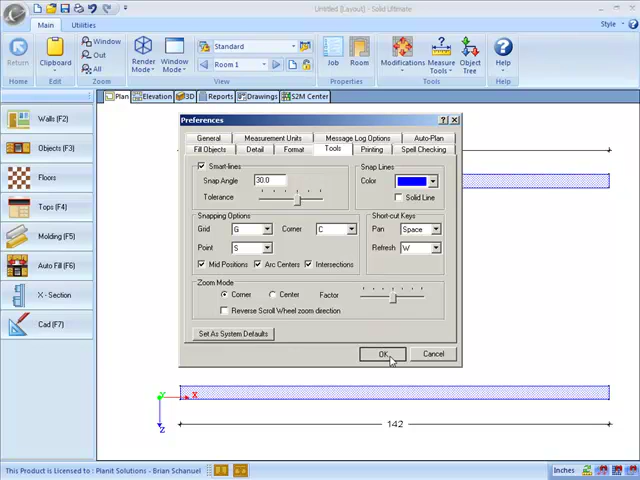 Untitled [Layout] - Solid Ultimate
Main Utilities Style
Return Clipboard Window Out All Render Mode Window Mode Standard Room 1 Job Room Modifications Measure Tools Object Tree Help
Edit Zoom View Properties Tools Help
Plan Elevation 3D Reports Drawings S2M Center
Walls (F2)
Objects (F3)
Floors
Tops (F4)
Molding (F5)
Auto Fill (F6)
X - Section
Cad (F7)
Preferences
General Measurement Units Message Log Options Auto-Plan
Fill Objects Detail Format Tools Printing Spell Checking
Smart-lines
Snap Angle 30.0
Tolerance
Snap Lines
Color
Solid Line
Snapping Options
Grid G Corner C
Point S
Mid Positions Arc Centers Intersections
Short-cut Keys
Pan Space
Refresh W
Zoom Mode
Corner Center Factor
Reverse Scroll Wheel zoom direction
Set As System Defaults
OK Cancel
Y X
Z
142
This Product is Licensed to : Planit Solutions - Brian Schanuel Inches